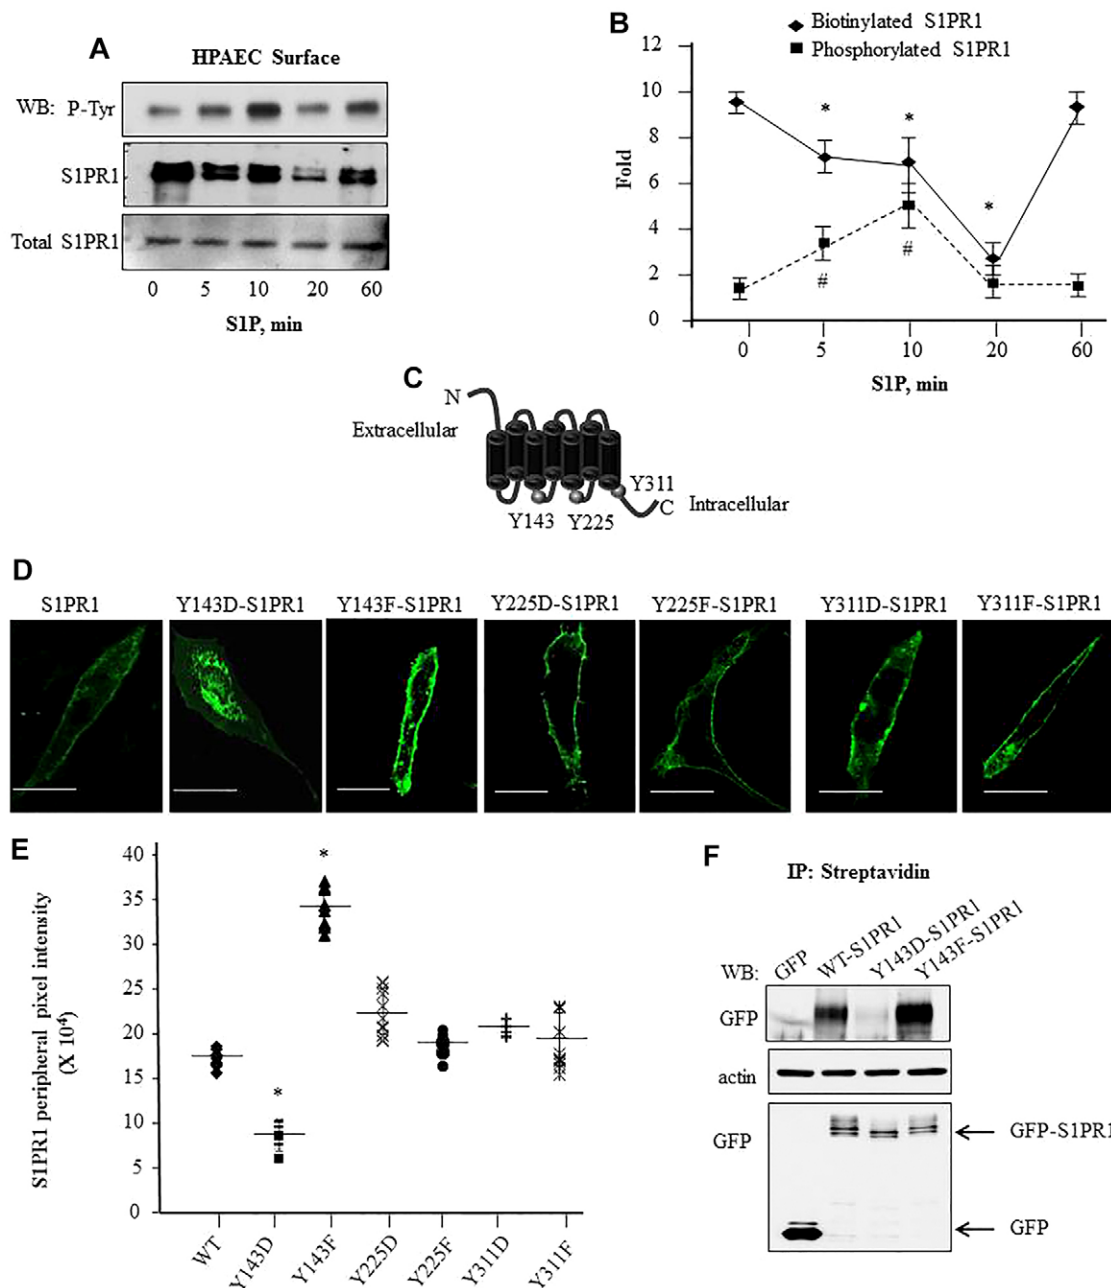 A
HPAEC Surface
WB: P-Tyr
S1PR1
Total S1PR1
0 5 10 20 60
S1P, min
B
Biotinylated S1PR1
Phosphorylated S1PR1
12
10
8
6
4
2
0
Fold
* * *
# #
0 5 10 20 60
S1P, min
C
N
Extracellular
Y311
C
Intracellular
Y143 Y225
D
S1PR1 Y143D-S1PR1 Y143F-S1PR1 Y225D-S1PR1 Y225F-S1PR1 Y311D-S1PR1 Y311F-S1PR1
E
S1PR1 peripheral pixel intensity
(X 10⁴)
40
35
30
25
20
15
10
5
0
*
*
WT Y143D Y143F Y225D Y225F Y311D Y311F
F
IP: Streptavidin
WB: GFP WT-S1PR1 Y143D-S1PR1 Y143F-S1PR1
GFP
actin
GFP
GFP-S1PR1
GFP